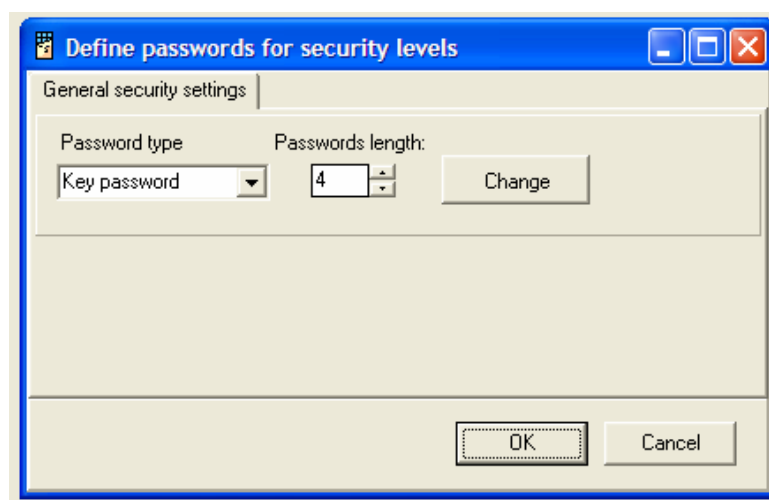 Define passwords for security levels
General security settings
Password type Passwords length:
Key password 4 Change
OK Cancel